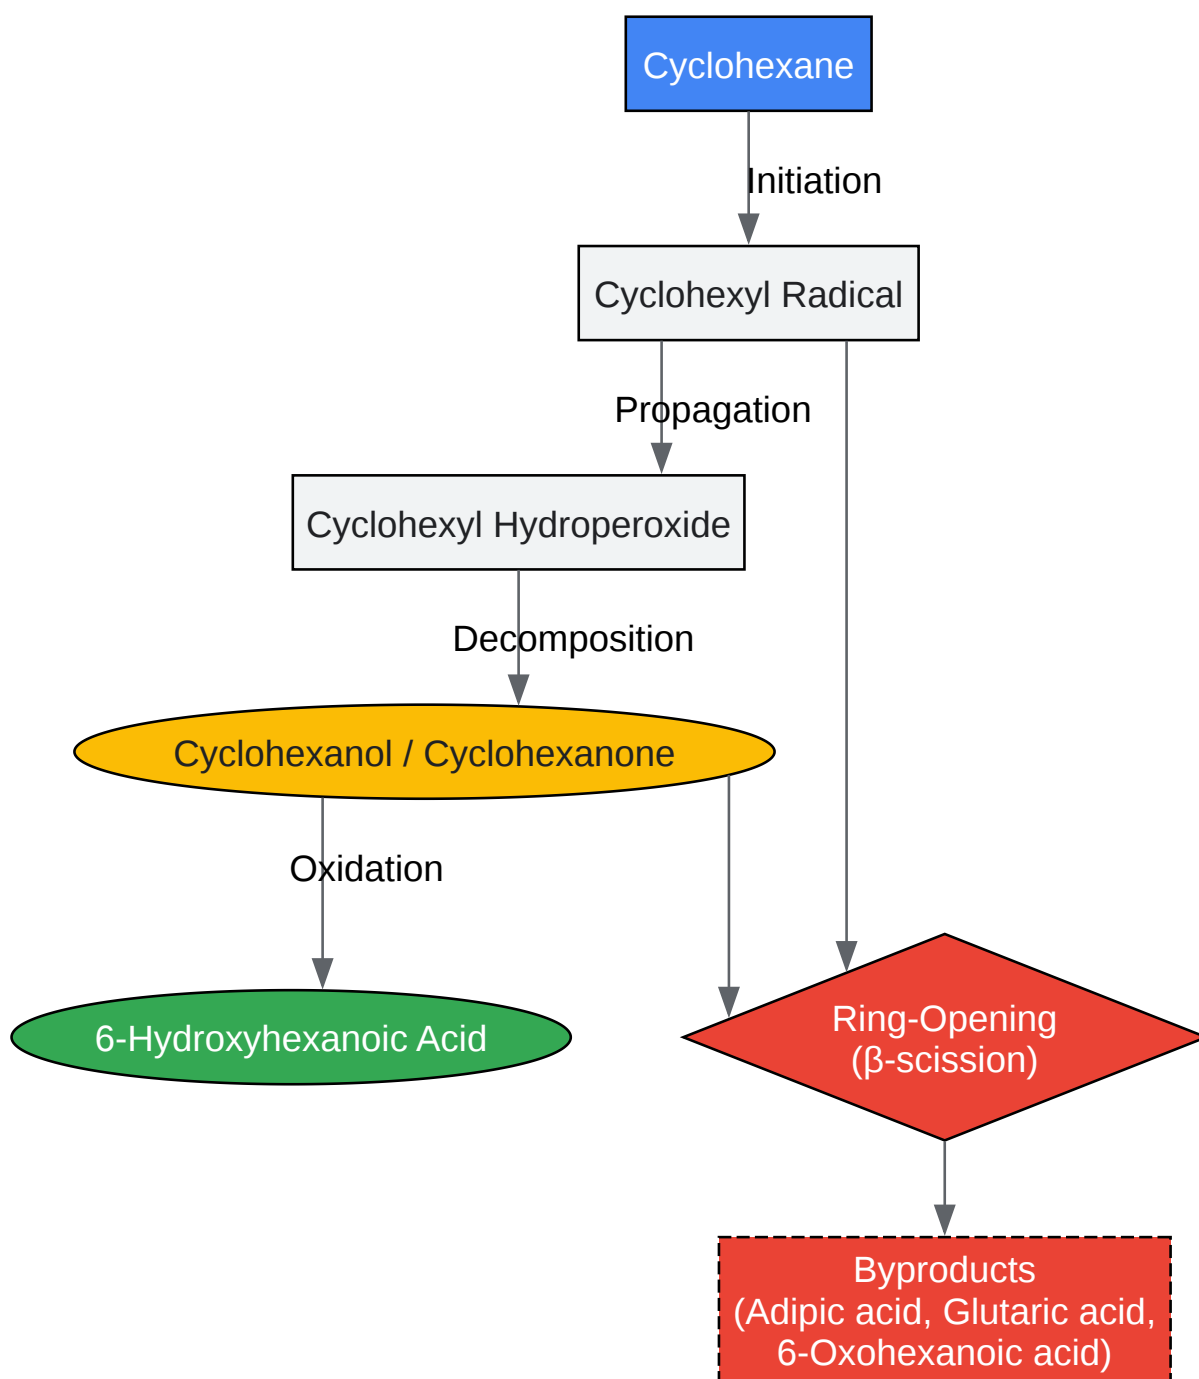 Cyclohexane
Initiation
Cyclohexyl Radical
Propagation
Cyclohexyl Hydroperoxide
Decomposition
Cyclohexanol / Cyclohexanone
Oxidation
6-Hydroxyhexanoic Acid
Ring-Opening
(β-scission)
Byproducts
(Adipic acid, Glutaric acid,
6-Oxohexanoic acid)